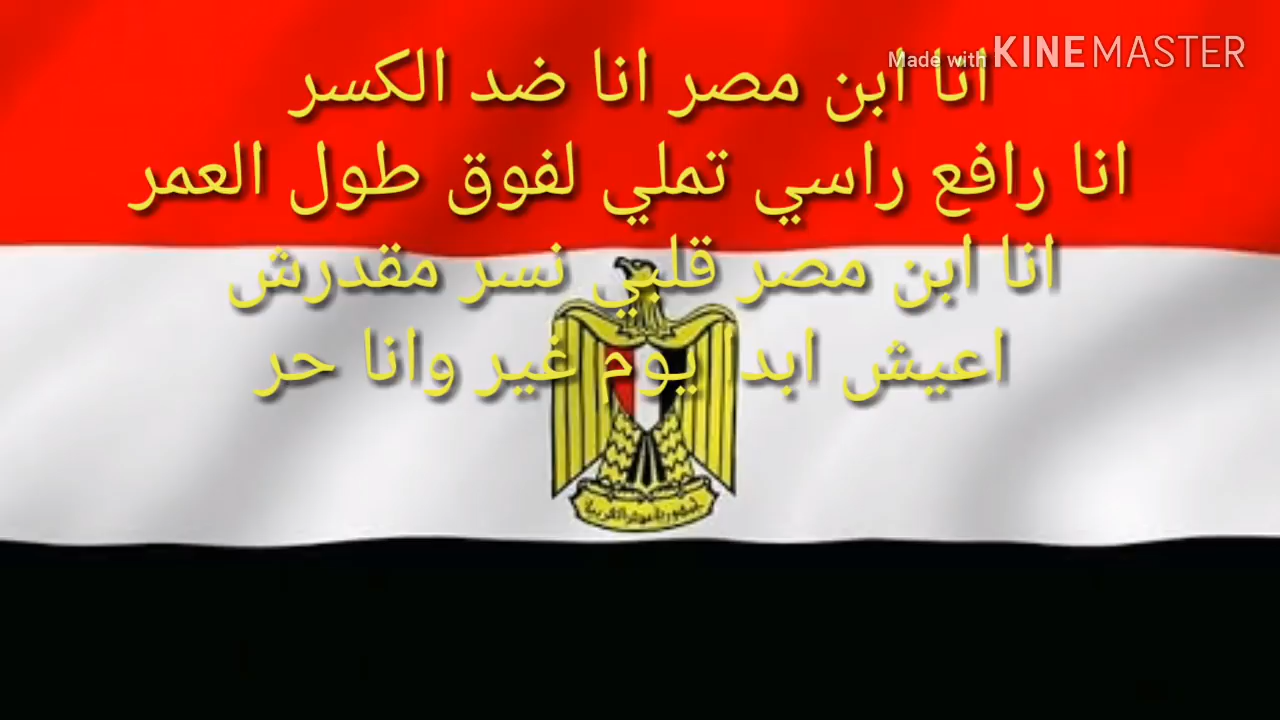 Made with KINEMASTER
انا ابن مصر انا ضد الكسر
انا رافع راسي تملي لفوق طول العمر
انا ابن مصر قلبي نسر مقدرش
اعيش ابدا يوم غير وانا حر